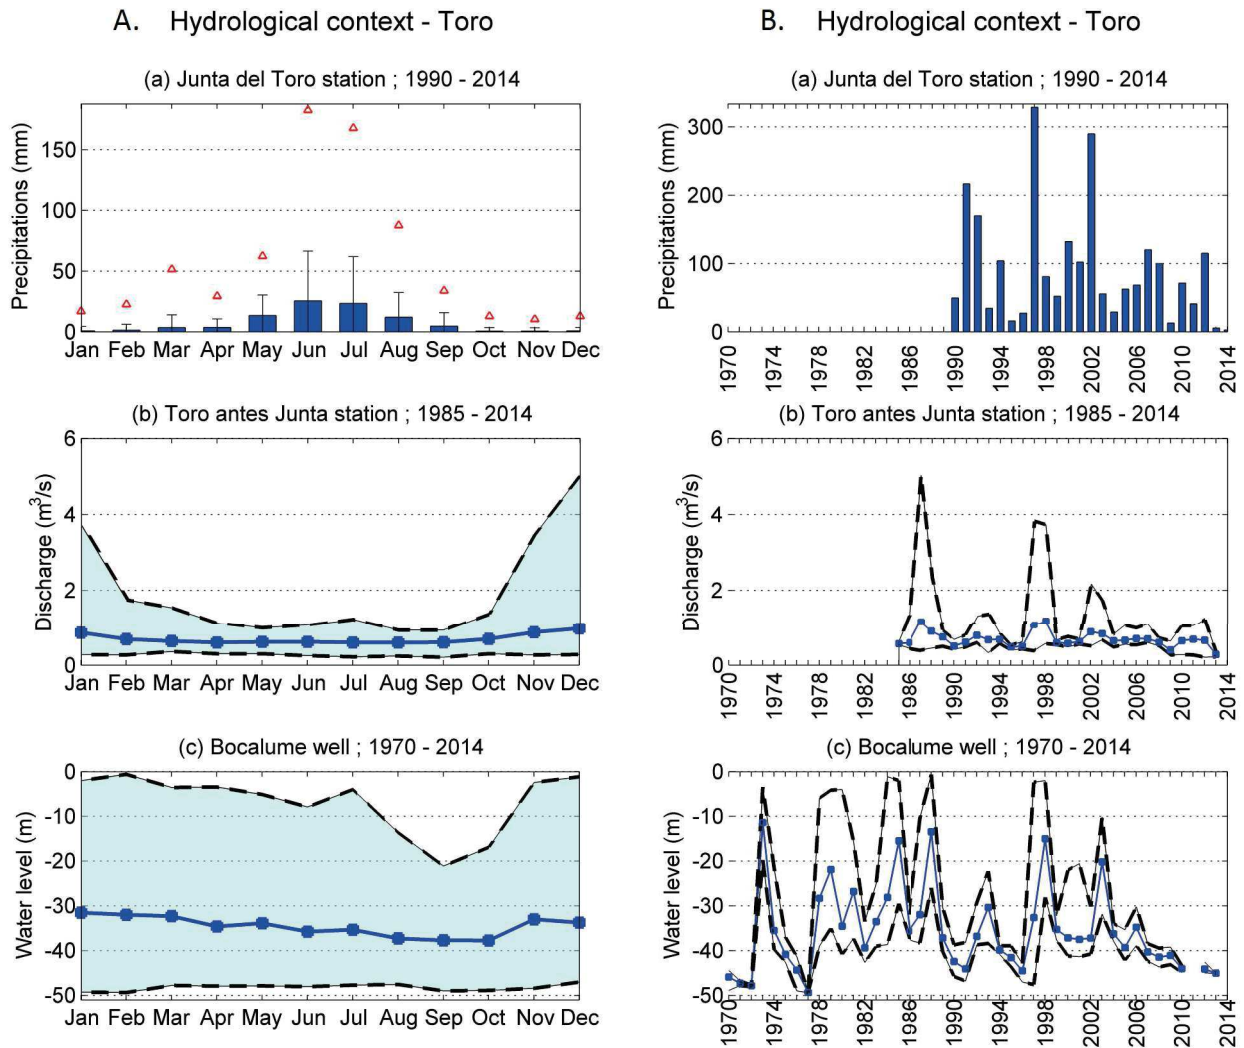 A. Hydrological context - Toro
(a) Junta del Toro station ; 1990 - 2014
Precipitations (mm)
150
100
50
0
Jan Feb Mar Apr May Jun Jul Aug Sep Oct Nov Dec
(b) Toro antes Junta station ; 1985 - 2014
Discharge (m³/s)
6
4
2
0
Jan Feb Mar Apr May Jun Jul Aug Sep Oct Nov Dec
(c) Bocalume well ; 1970 - 2014
Water level (m)
0
-10
-20
-30
-40
-50
Jan Feb Mar Apr May Jun Jul Aug Sep Oct Nov Dec
B. Hydrological context - Toro
(a) Junta del Toro station ; 1990 - 2014
Precipitations (mm)
300
200
100
0
1970 1974 1978 1982 1986 1990 1994 1998 2002 2006 2010 2014
(b) Toro antes Junta station ; 1985 - 2014
Discharge (m³/s)
6
4
2
0
1970 1974 1978 1982 1986 1990 1994 1998 2002 2006 2010 2014
(c) Bocalume well ; 1970 - 2014
Water level (m)
0
-10
-20
-30
-40
-50
1970 1974 1978 1982 1986 1990 1994 1998 2002 2006 2010 2014